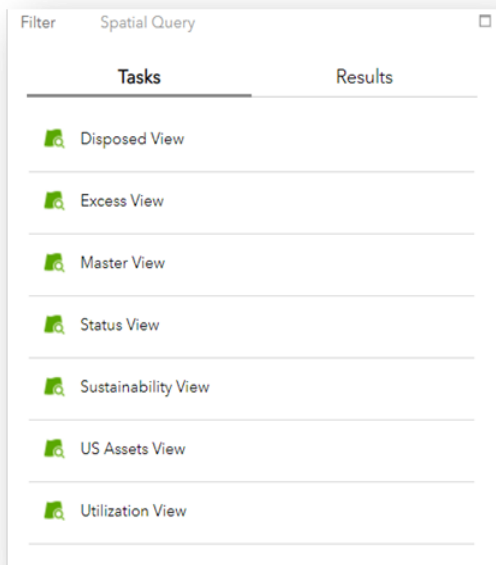 Filter Spatial Query
Tasks Results
Disposed View
Excess View
Master View
Status View
Sustainability View
US Assets View
Utilization View